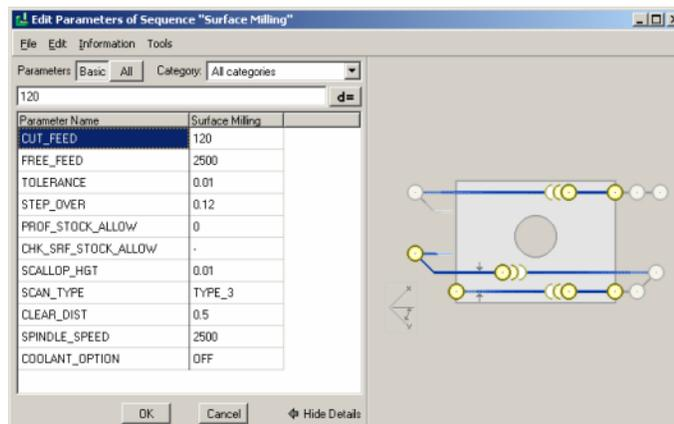 Edit Parameters of Sequence "Surface Milling"
File Edit Information Tools
Parameters Basic All Category: All categories
120 d=
Parameter Name Surface Milling
CUT_FEED 120
FREE_FEED 2500
TOLERANCE 0.01
STEP_OVER 0.12
PROF_STOCK_ALLOW 0
CHK_SRF_STOCK_ALLOW -
SCALLOP_HGT 0.01
SCAN_TYPE TYPE_3
CLEAR_DIST 0.5
SPINDLE_SPEED 2500
COOLANT_OPTION OFF
OK Cancel Hide Details